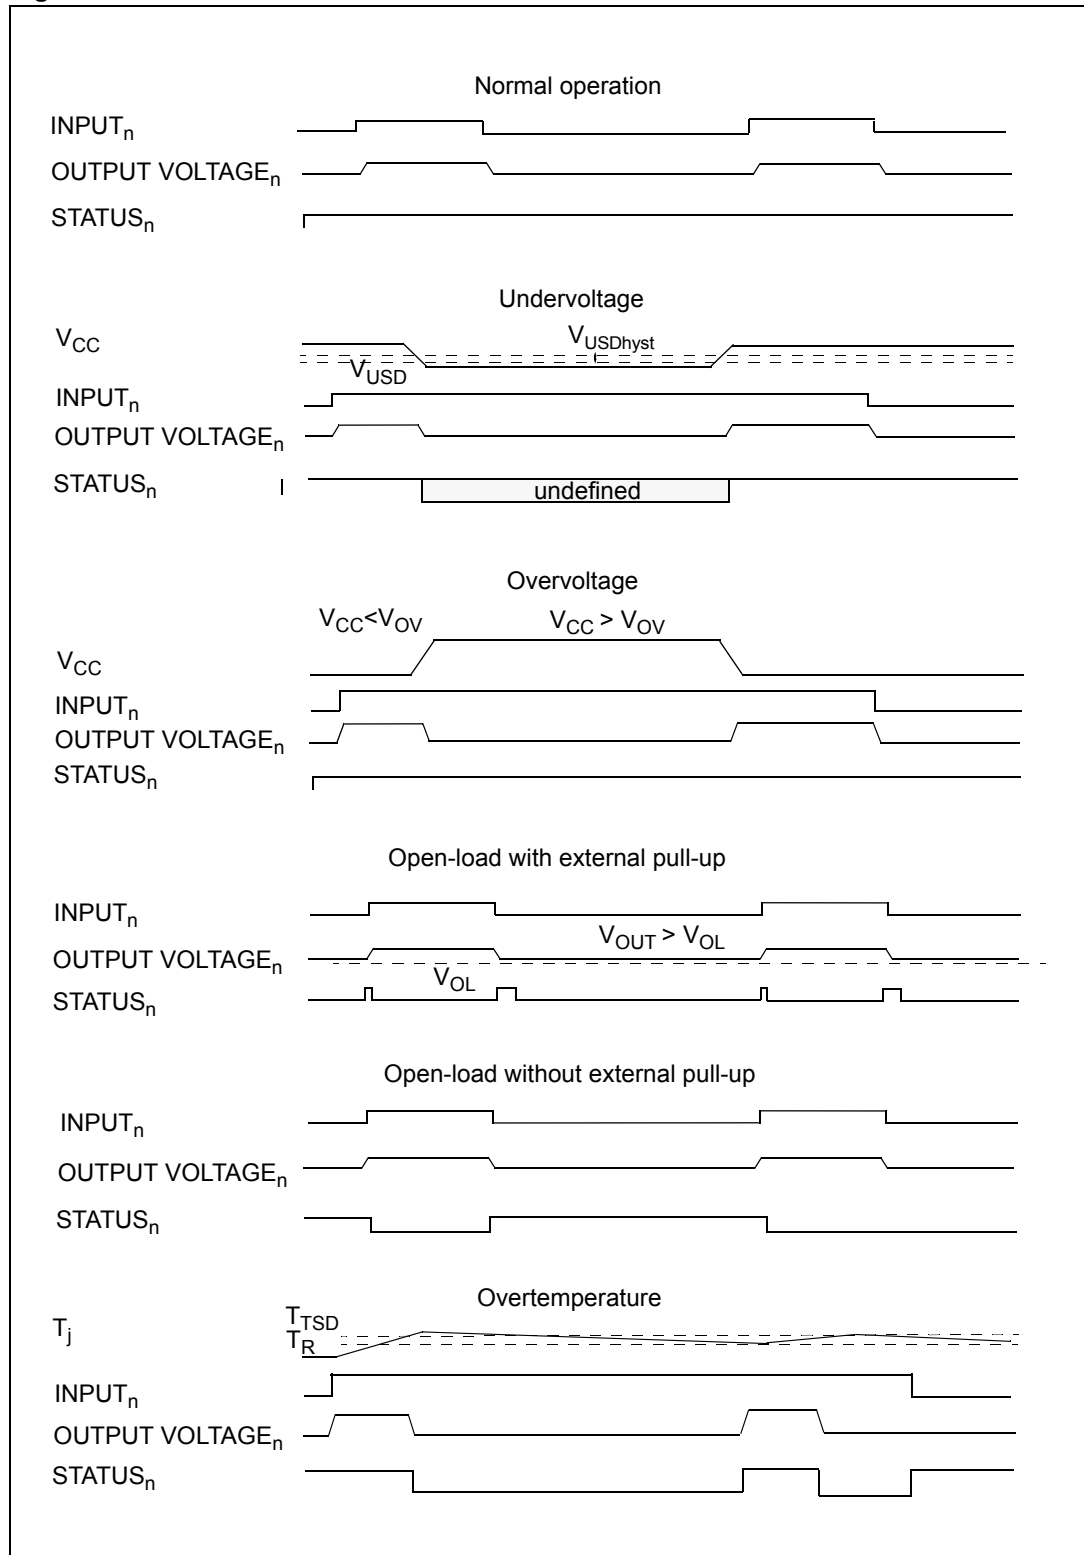 Normal operation
INPUTn
OUTPUT VOLTAGEn
STATUSn
Undervoltage
VCC
VUSDhyst
VUSD
INPUTn
OUTPUT VOLTAGEn
STATUSn
undefined
Overvoltage
VCC<VOV
VCC > VOV
VCC
INPUTn
OUTPUT VOLTAGEn
STATUSn
Open-load with external pull-up
INPUTn
VOUT > VOL
OUTPUT VOLTAGEn
VOL
STATUSn
Open-load without external pull-up
INPUTn
OUTPUT VOLTAGEn
STATUSn
Overtemperature
TTSD
Tj
TR
INPUTn
OUTPUT VOLTAGEn
STATUSn